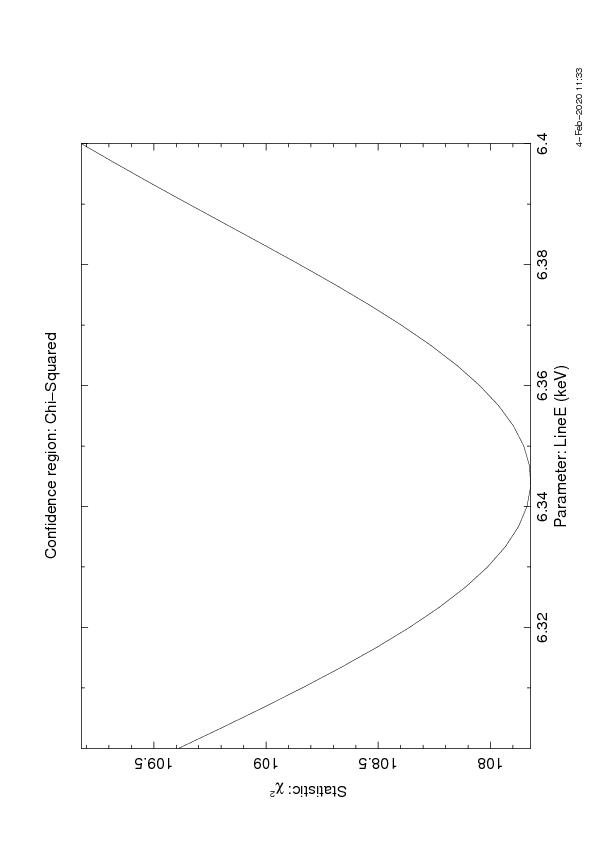 Confidence region: Chi−Squared
Statistic: χ²
108
108.5
109
109.5
6.32
6.34
6.36
6.38
6.4
Parameter: LineE (keV)
4−Feb−2020 11:33